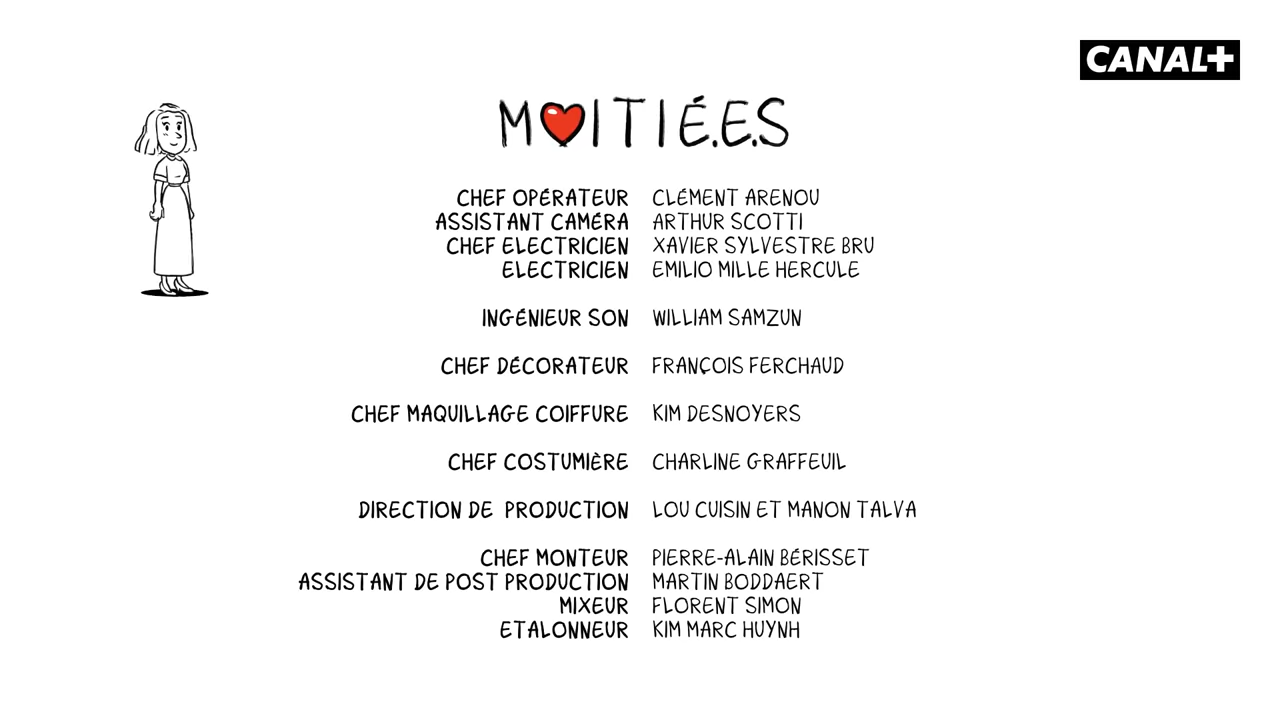 CANAL+
MOITIÉ.E.S
CHEF OPÉRATEUR CLÉMENT ARENOU
ASSISTANT CAMÉRA ARTHUR SCOTTI
CHEF ELECTRICIEN XAVIER SYLVESTRE BRU
ELECTRICIEN EMILIO MILLE HERCULE
INGÉNIEUR SON WILLIAM SAMZUN
CHEF DÉCORATEUR FRANÇOIS FERCHAUD
CHEF MAQUILLAGE COIFFURE KIM DESNOYERS
CHEF COSTUMIÈRE CHARLINE GRAFFEUIL
DIRECTION DE PRODUCTION LOU CUISIN ET MANON TALVA
CHEF MONTEUR PIERRE-ALAIN BÉRISSET
ASSISTANT DE POST PRODUCTION MARTIN BODDAERT
MIXEUR FLORENT SIMON
ETALONNEUR KIM MARC HUYNH